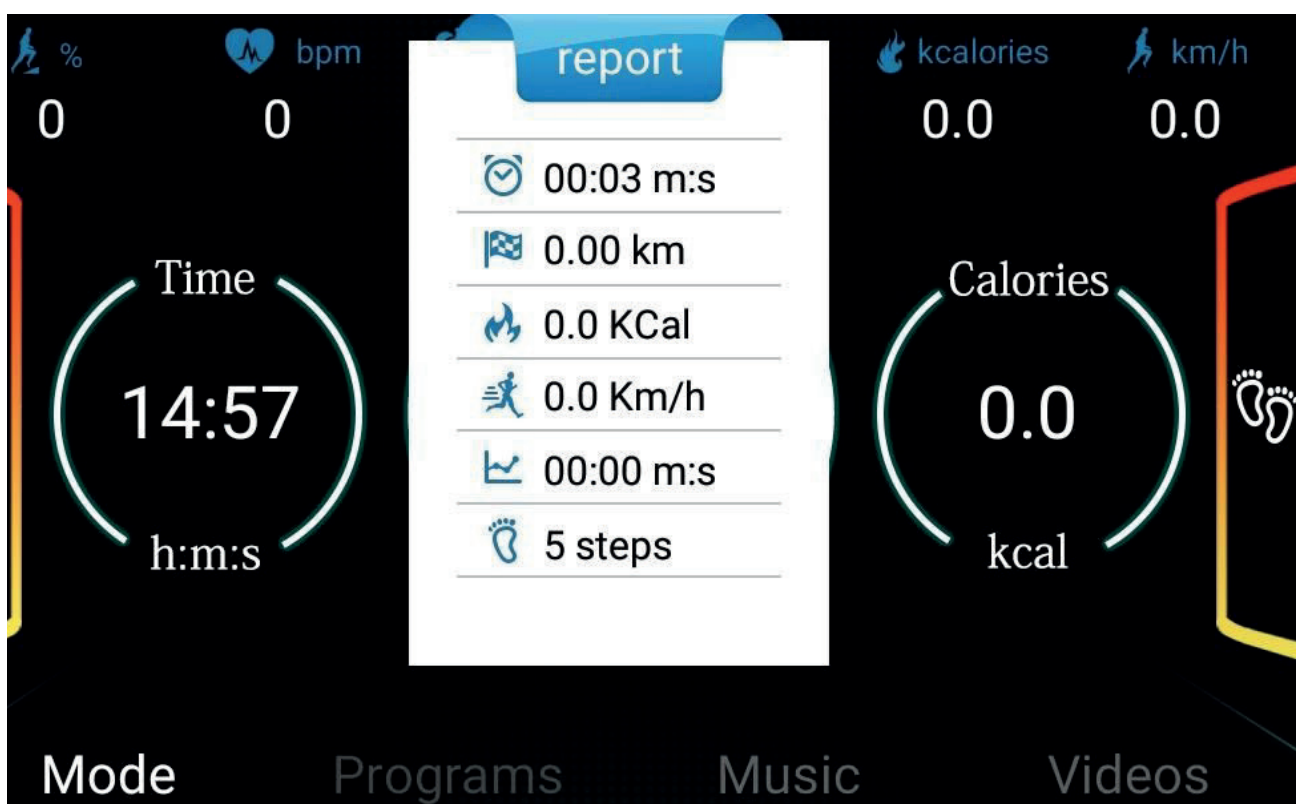 % bpm report kcalories km/h
0 0 0.0 0.0
00:03 m:s
0.00 km
Time Calories
0.0 KCal
14:57 0.0 Km/h 0.0
00:00 m:s
h:m:s 5 steps kcal
Mode Programs Music Videos